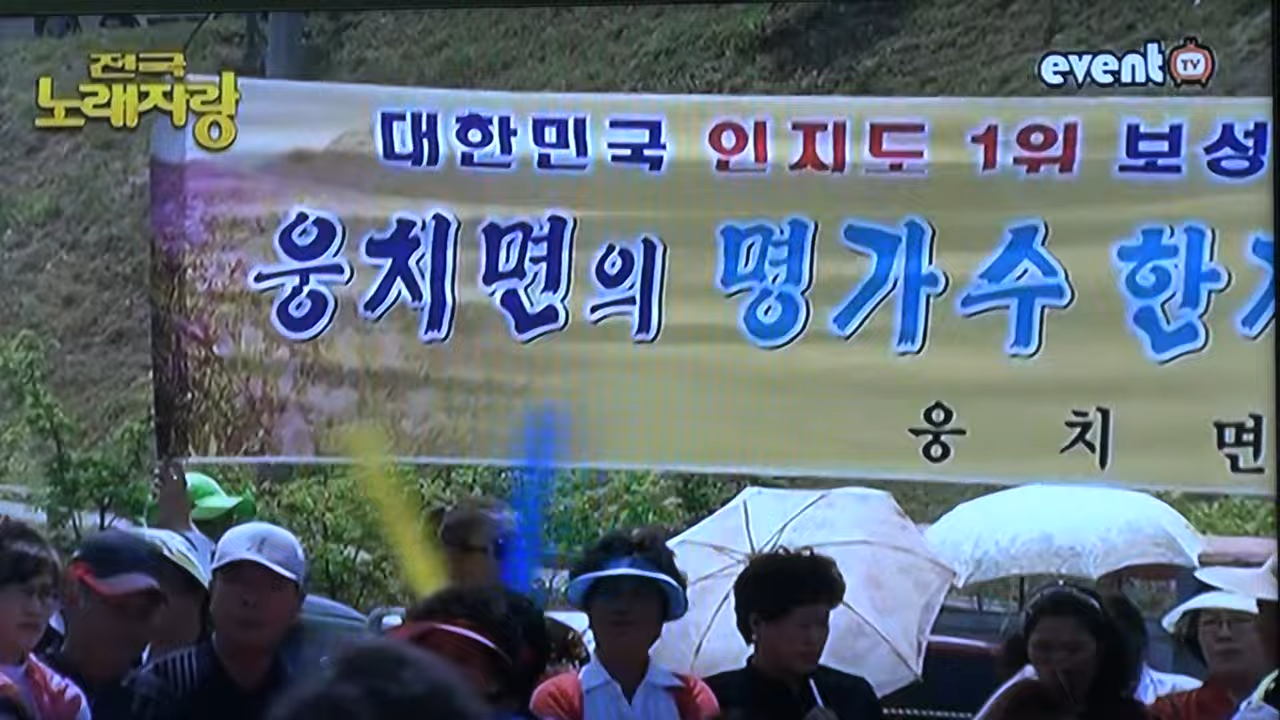 전국
노래자랑
event TV
대한민국 인지도 1위 보성
웅치면의 명가수 한
웅 치 면